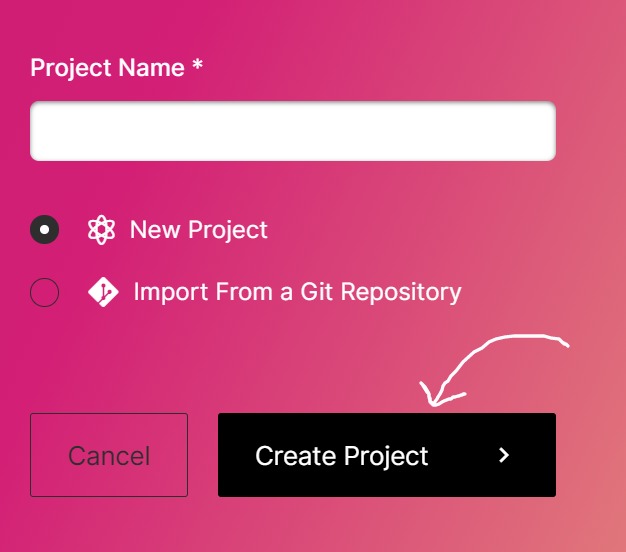 Project Name *
New Project
Import From a Git Repository
Cancel
Create Project